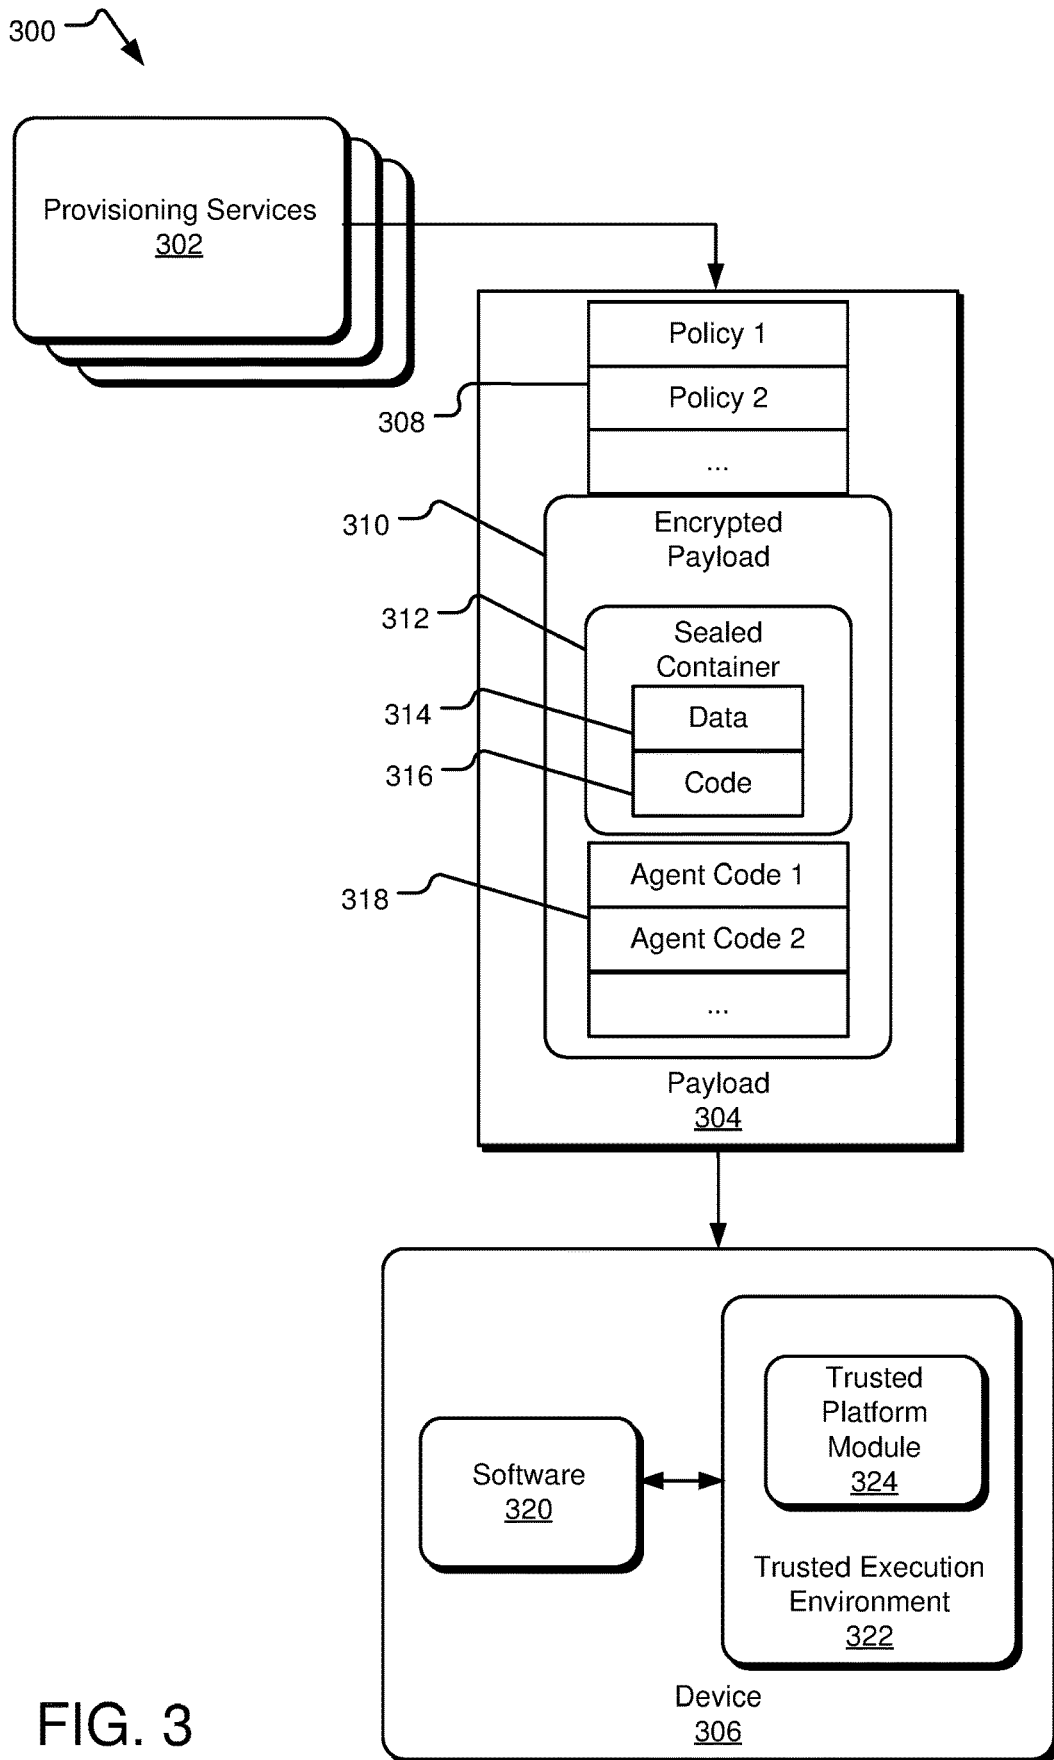 300
Provisioning Services
302
Policy 1
308
Policy 2
...
310
Encrypted
Payload
312
Sealed
Container
314
Data
316
Code
Agent Code 1
318
Agent Code 2
...
Payload
304
Trusted
Platform
Module
324
Software
320
Trusted Execution
Environment
322
Device
306
FIG. 3